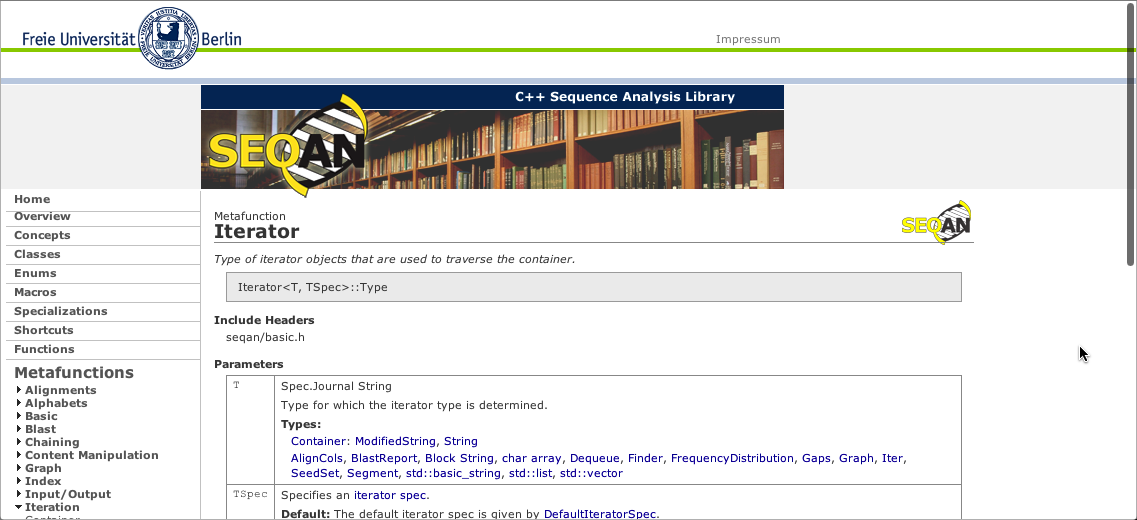 Freie Universität Berlin
Impressum
C++ Sequence Analysis Library
SEQAN
Home
Overview
Concepts
Classes
Enums
Macros
Specializations
Shortcuts
Functions
Metafunctions
Alignments
Alphabets
Basic
Blast
Chaining
Content Manipulation
Graph
Index
Input/Output
Iteration
Metafunction
Iterator
SEQAN
Type of iterator objects that are used to traverse the container.
Iterator<T, TSpec>::Type
Include Headers
seqan/basic.h
Parameters
T
Spec.Journal String
Type for which the iterator type is determined.
Types:
Container: ModifiedString, String
AlignCols, BlastReport, Block String, char array, Dequeue, Finder, FrequencyDistribution, Gaps, Graph, Iter,
SeedSet, Segment, std::basic_string, std::list, std::vector
TSpec
Specifies an iterator spec.
Default: The default iterator spec is given by DefaultIteratorSpec.